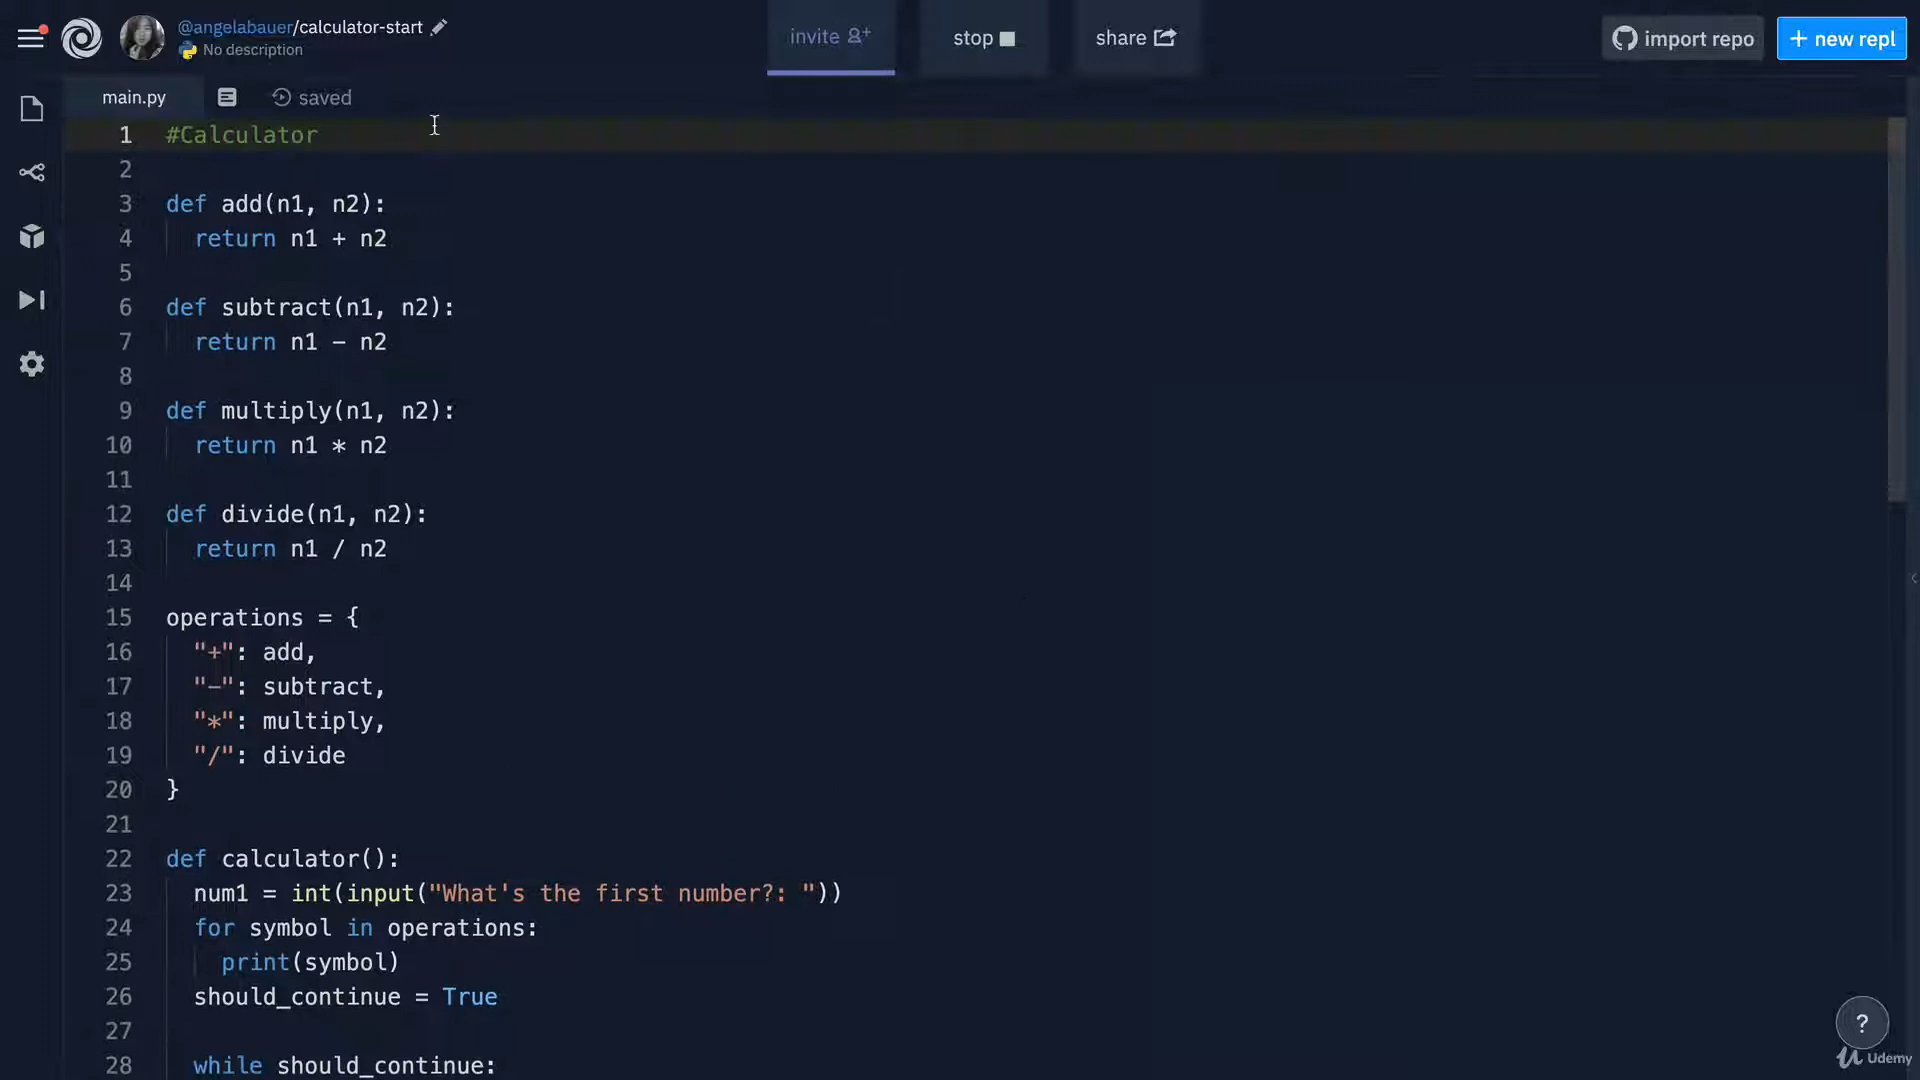 @angelabauer/calculator-start
No description
invite
stop
share
import repo
+ new repl
main.py
saved
1 #Calculator
2
3 def add(n1, n2):
4 return n1 + n2
5
6 def subtract(n1, n2):
7 return n1 - n2
8
9 def multiply(n1, n2):
10 return n1 * n2
11
12 def divide(n1, n2):
13 return n1 / n2
14
15 operations = {
16 "+": add,
17 "-": subtract,
18 "*": multiply,
19 "/": divide
20 }
21
22 def calculator():
23 num1 = int(input("What's the first number?: "))
24 for symbol in operations:
25 print(symbol)
26 should_continue = True
27
28 while should_continue:
?
Udemy